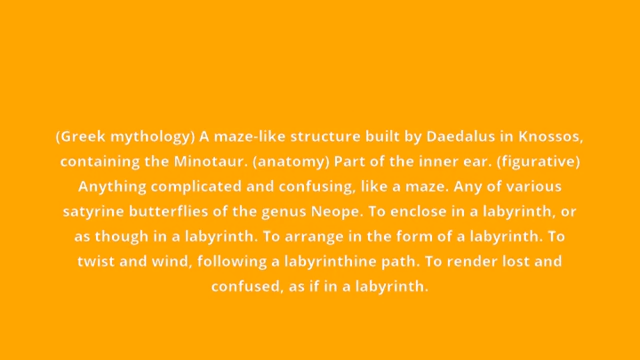 (Greek mythology) A maze-like structure built by Daedalus in Knossos,
containing the Minotaur. (anatomy) Part of the inner ear. (figurative)
Anything complicated and confusing, like a maze. Any of various
satyrine butterflies of the genus Neope. To enclose in a labyrinth, or
as though in a labyrinth. To arrange in the form of a labyrinth. To
twist and wind, following a labyrinthine path. To render lost and
confused, as if in a labyrinth.